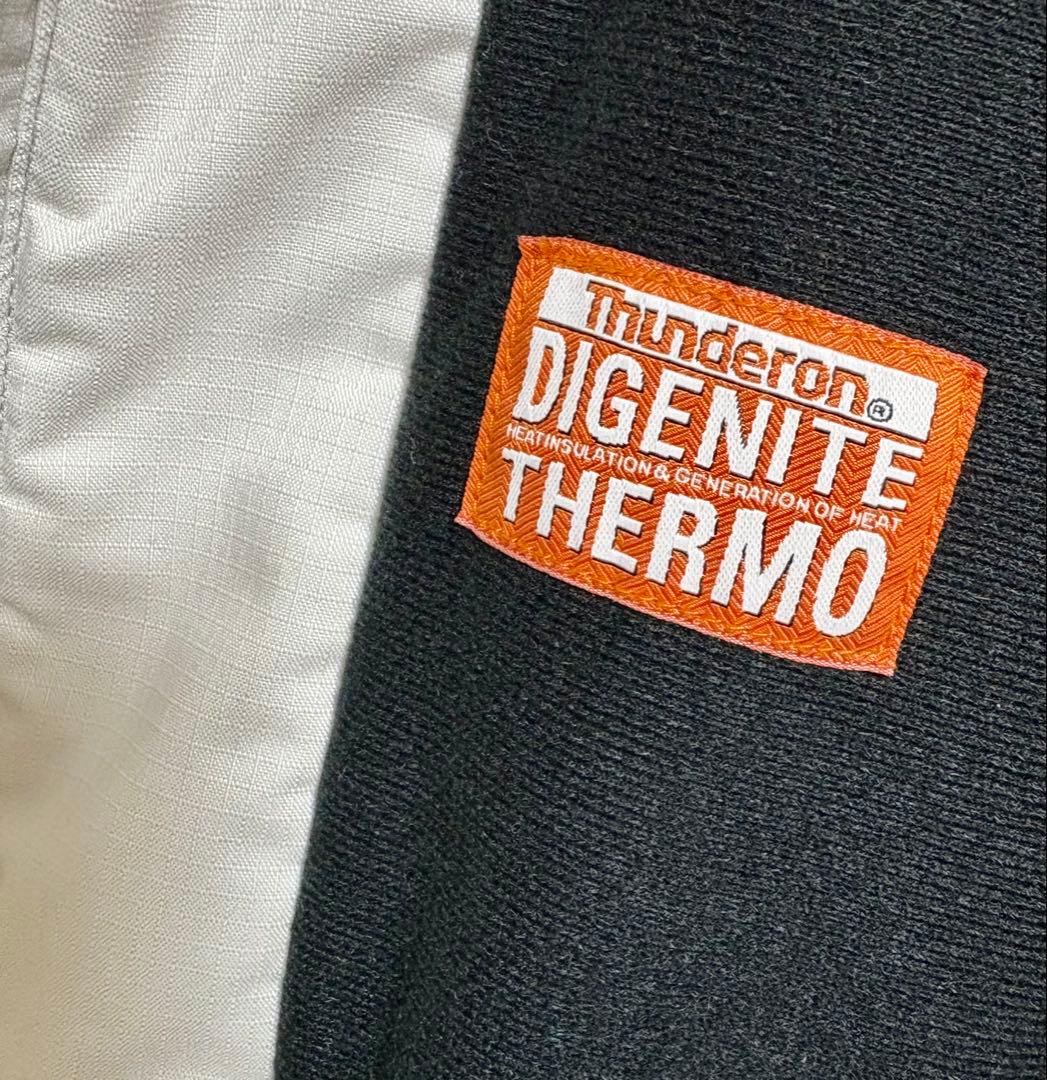 Thunderon®
DIGENITE
HEAT INSULATION & GENERATION OF HEAT
THERMO